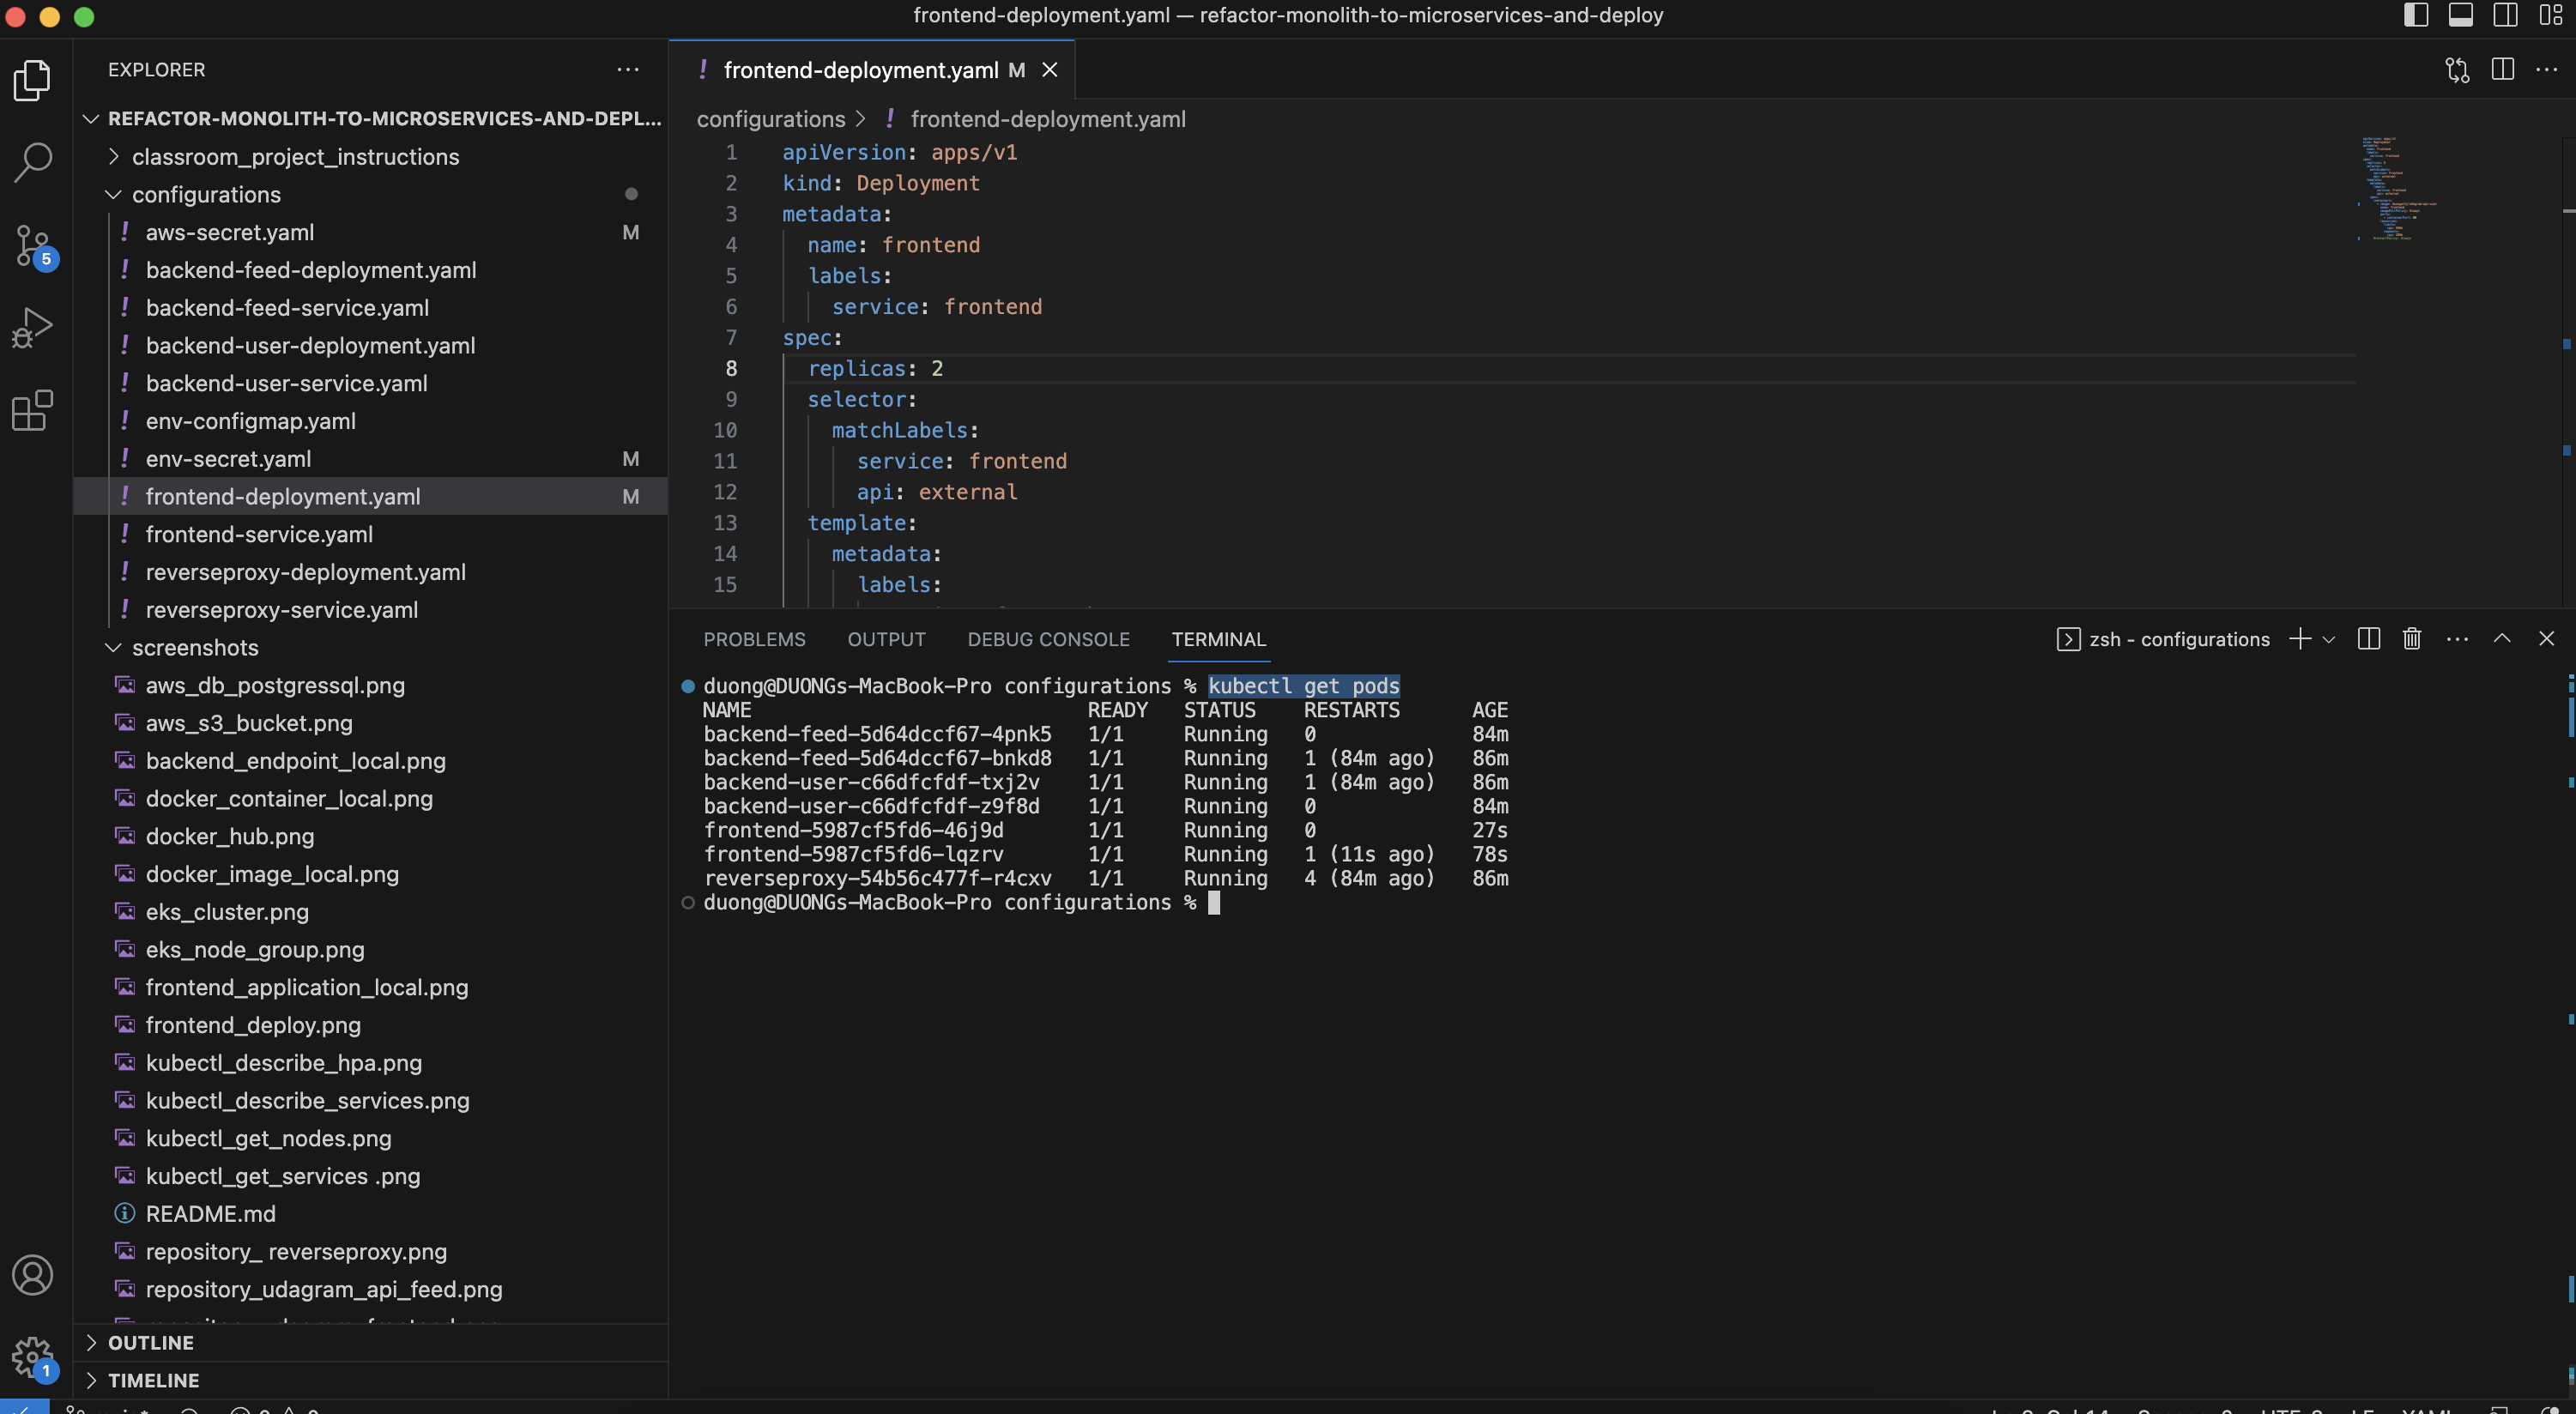 frontend-deployment.yaml — refactor-monolith-to-microservices-and-deploy
EXPLORER
REFACTOR-MONOLITH-TO-MICROSERVICES-AND-DEPL...
classroom_project_instructions
configurations
aws-secret.yaml M
backend-feed-deployment.yaml
backend-feed-service.yaml
backend-user-deployment.yaml
backend-user-service.yaml
env-configmap.yaml
env-secret.yaml M
frontend-deployment.yaml M
frontend-service.yaml
reverseproxy-deployment.yaml
reverseproxy-service.yaml
screenshots
aws_db_postgressql.png
aws_s3_bucket.png
backend_endpoint_local.png
docker_container_local.png
docker_hub.png
docker_image_local.png
eks_cluster.png
eks_node_group.png
frontend_application_local.png
frontend_deploy.png
kubectl_describe_hpa.png
kubectl_describe_services.png
kubectl_get_nodes.png
kubectl_get_services .png
README.md
repository_ reverseproxy.png
repository_udagram_api_feed.png
OUTLINE
TIMELINE
5
1
! frontend-deployment.yaml M
configurations > ! frontend-deployment.yaml
1 apiVersion: apps/v1
2 kind: Deployment
3 metadata:
4 name: frontend
5 labels:
6 service: frontend
7 spec:
8 replicas: 2
9 selector:
10 matchLabels:
11 service: frontend
12 api: external
13 template:
14 metadata:
15 labels:
PROBLEMS OUTPUT DEBUG CONSOLE TERMINAL
zsh - configurations
duong@DUONGs-MacBook-Pro configurations % kubectl get pods
NAME READY STATUS RESTARTS AGE
backend-feed-5d64dccf67-4pnk5 1/1 Running 0 84m
backend-feed-5d64dccf67-bnkd8 1/1 Running 1 (84m ago) 86m
backend-user-c66dfcfdf-txj2v 1/1 Running 1 (84m ago) 86m
backend-user-c66dfcfdf-z9f8d 1/1 Running 0 84m
frontend-5987cf5fd6-46j9d 1/1 Running 0 27s
frontend-5987cf5fd6-lqzrv 1/1 Running 1 (11s ago) 78s
reverseproxy-54b56c477f-r4cxv 1/1 Running 4 (84m ago) 86m
duong@DUONGs-MacBook-Pro configurations %